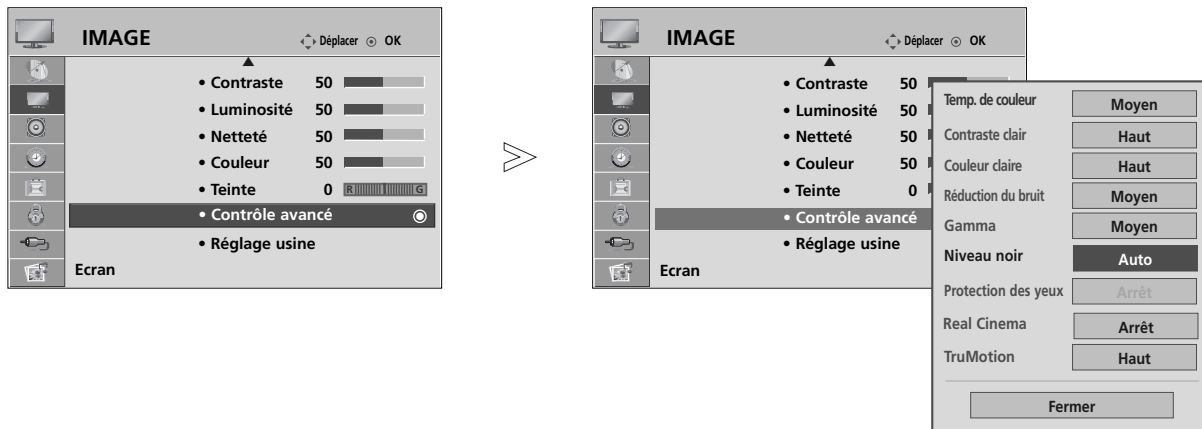 IMAGE
Déplacer OK
• Contraste 50
• Luminosité 50
• Netteté 50
• Couleur 50
• Teinte 0 R G
• Contrôle avancé
• Réglage usine
Ecran
IMAGE
Déplacer OK
• Contraste 50
• Luminosité 50
• Netteté 50
• Couleur 50
• Teinte 0
• Contrôle avancé
• Réglage usine
Ecran
Temp. de couleur Moyen
Contraste clair Haut
Couleur claire Haut
Réduction du bruit Moyen
Gamma Moyen
Niveau noir Auto
Protection des yeux Arrêt
Real Cinema Arrêt
TruMotion Haut
Fermer